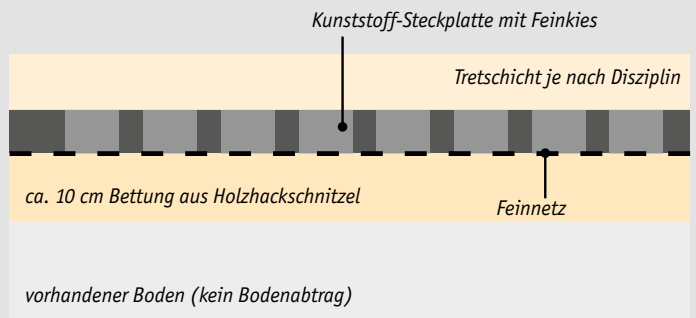 Kunststoff-Steckplatte mit Feinkies
Tretschicht je nach Disziplin
ca. 10 cm Bettung aus Holzhackschnitzel
Feinnetz
vorhandener Boden (kein Bodenabtrag)